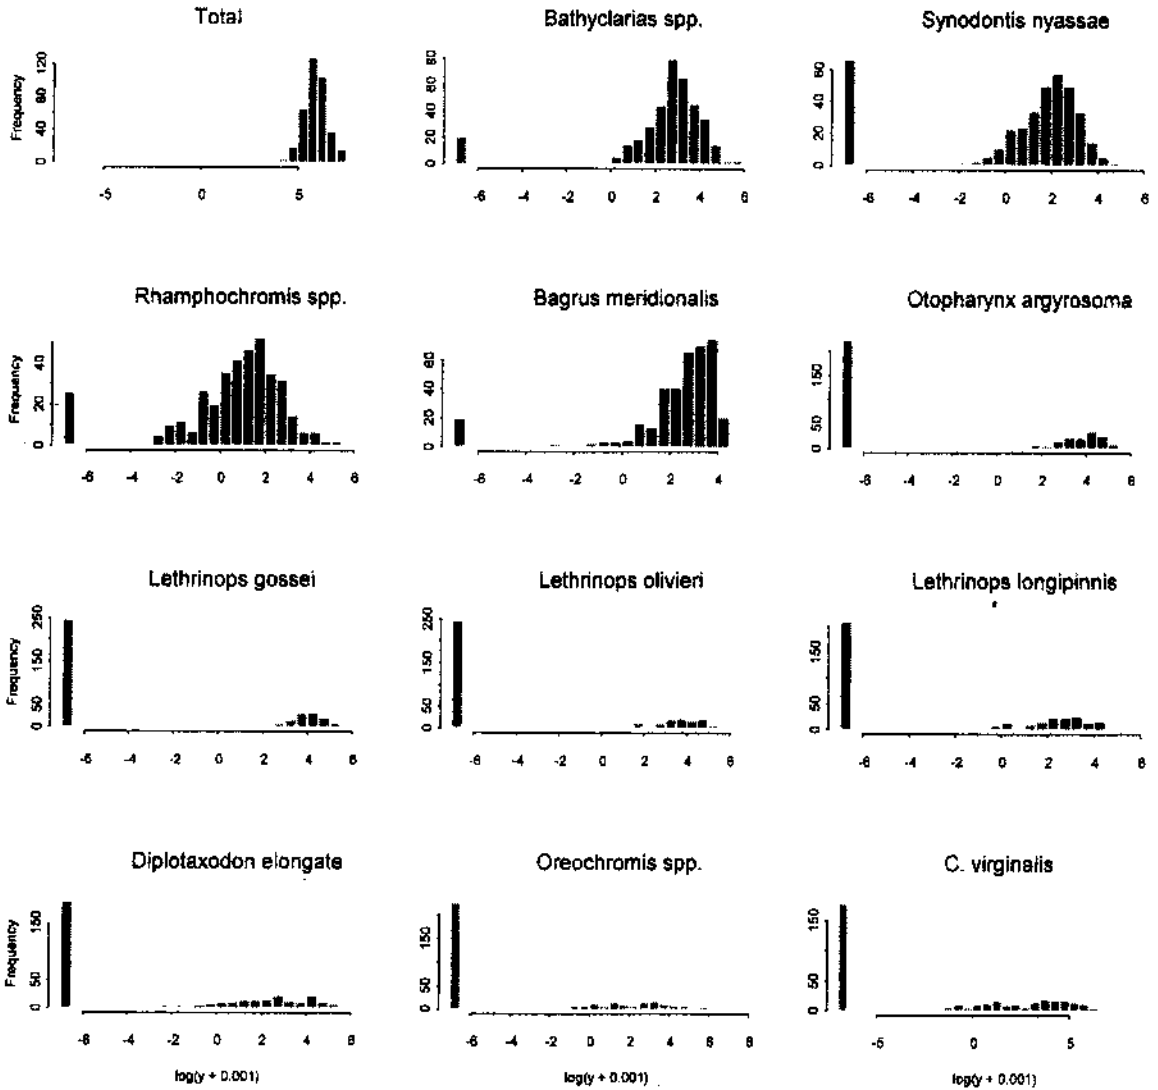 Total
Bathyclarias spp.
Synodontis nyassae
Frequency
0 40 80 120
-5 0 5
0 20 40 60 80
-6 -4 -2 0 2 4 6
0 20 40 60
-6 -4 -2 0 2 4 6
Rhamphochromis spp.
Bagrus meridionalis
Otopharynx argyrosoma
Frequency
0 20 40
-6 -4 -2 0 2 4 6
0 20 40 60
-6 -4 -2 0 2 4
0 50 150
-6 -4 -2 0 2 4 6
Lethrinops gossei
Lethrinops olivieri
Lethrinops longipinnis
Frequency
0 50 150 250
-6 -4 -2 0 2 4 6
0 50 150 250
-6 -4 -2 0 2 4 6
0 50 150
-6 -4 -2 0 2 4 6
Diplotaxodon elongate
Oreochromis spp.
C. virginalis
Frequency
0 50 150
-6 -4 -2 0 2 4 6
0 50 150
-6 -4 -2 0 2 4 6
0 50 150
-5 0 5
log(y + 0.001)
log(y + 0.001)
log(y + 0.001)